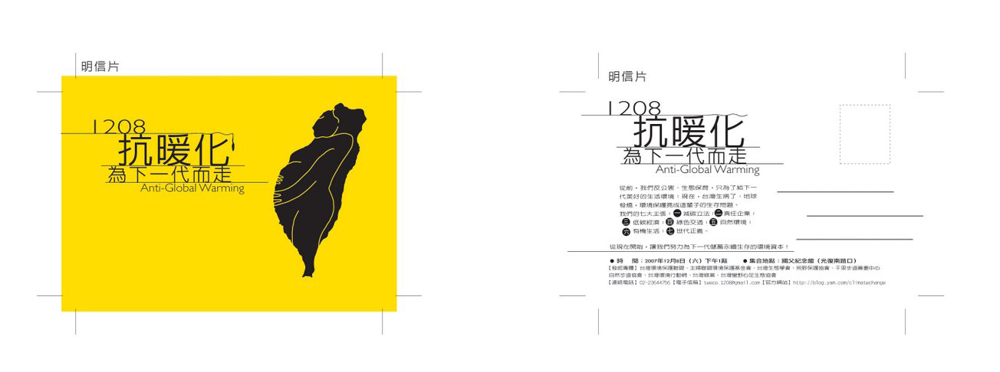 明信片
1208
抗暖化
為下一代而走
Anti-Global Warming
明信片
1208
抗暖化
為下一代而走
Anti-Global Warming
從前,我們反公害、生態保育,只為了給下一
代美好的生活環境;現在,台灣生病了、地球
發燒,環境保護竟成這輩子的生存問題。
我們的七大主張:一 減碳立法;二 責任企業;
三 低碳經濟;四 綠色交通;五 自然環境;
六 有機生活;七 世代正義。
從現在開始,讓我們努力為下一代儲蓄永續生存的環境資本!
● 時 間:2007年12月8日(六)下午1點 ● 集合地點:國父紀念館(光復南路口)
【發起團體】台灣環境保護聯盟、主婦聯盟環境保護基金會、台灣生態學會、荒野保護協會、千里步道籌畫中心
自然步道協會、台灣環境行動網、台灣綠黨、台灣蠻野心足生態協會
【連絡電話】02-23644756【電子信箱】tweco.1208@gmail.com【官方網站】http://blog.yam.com/climatechange